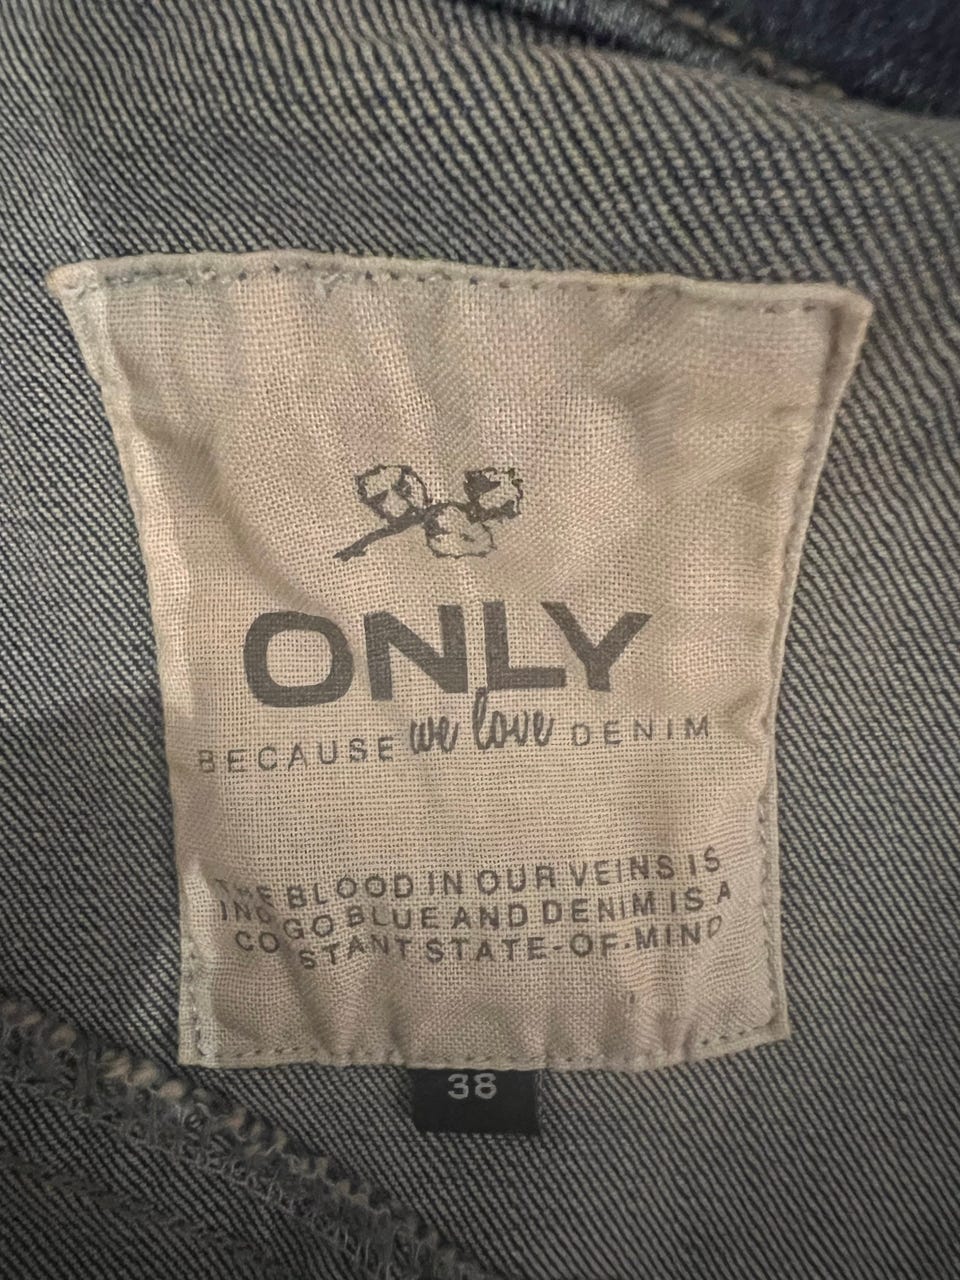 ONLY
BECAUSE we love DENIM
THE BLOOD IN OUR VEINS IS
INDGO BLUE AND DENIM IS A
CONSTANT STATE-OF-MIND
38